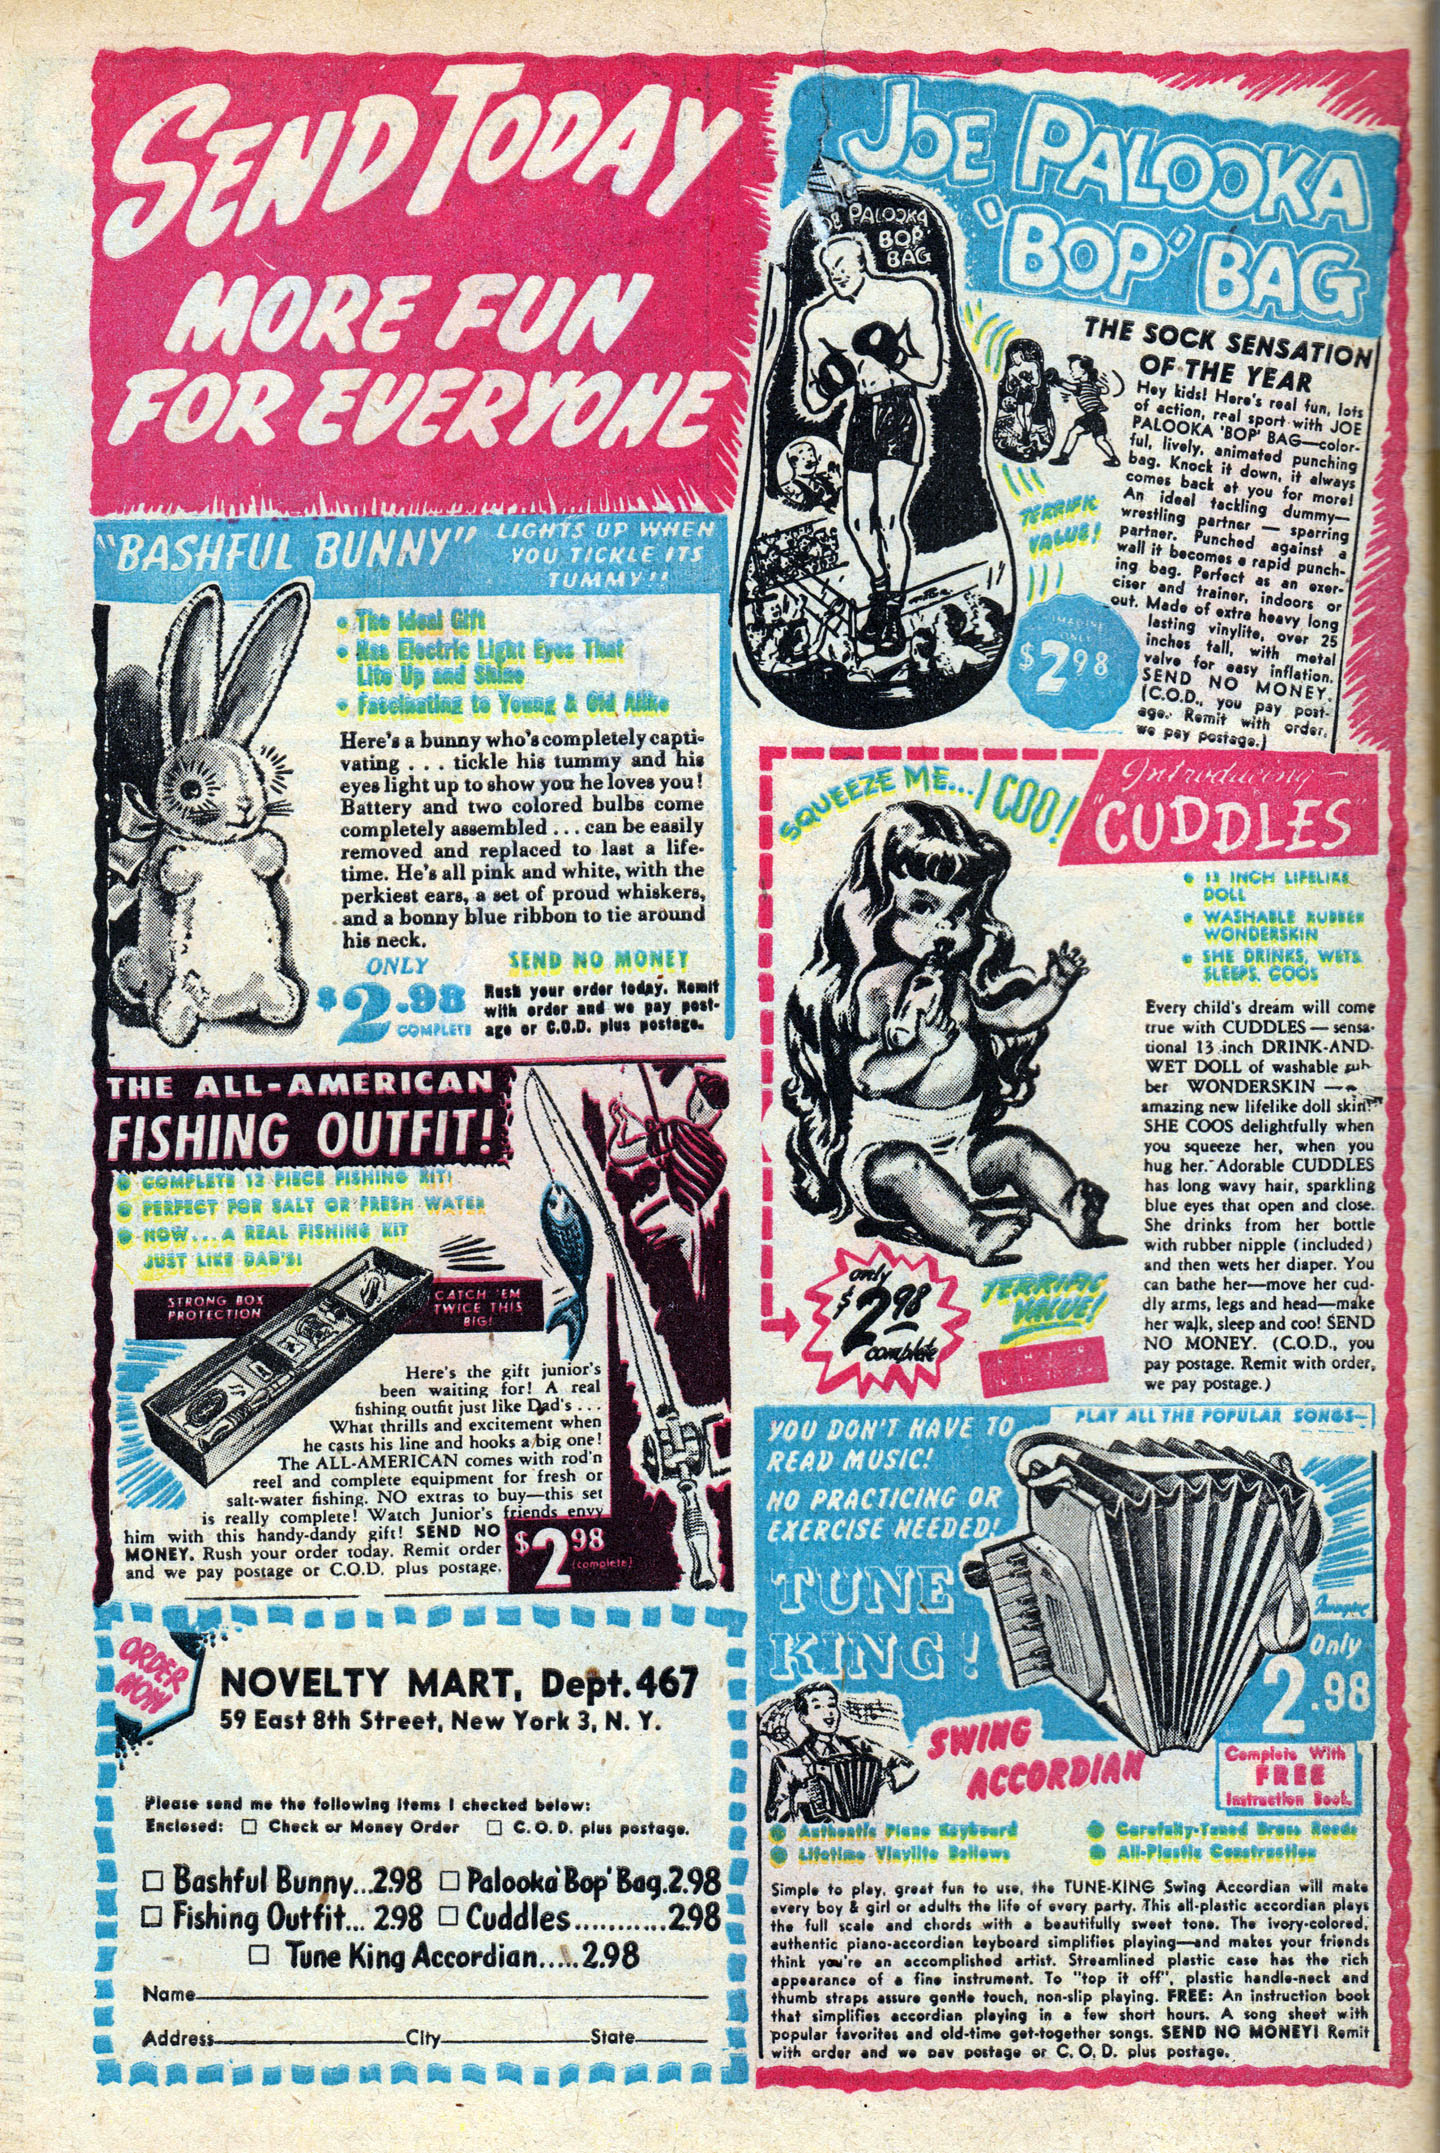 SEND TODAY
MORE FUN
FOR EVERYONE
"BASHFUL BUNNY"
LIGHTS UP WHEN
YOU TICKLE ITS
TUMMY!!
• The Ideal Gift
• Has Electric Light Eyes That
Lite Up and Shine
• Fascinating to Young & Old Alike
Here's a bunny who's completely capti-
vating . . . tickle his tummy and his
eyes light up to show you he loves you!
Battery and two colored bulbs come
completely assembled . . . can be easily
removed and replaced to last a life-
time. He's all pink and white, with the
perkiest ears, a set of proud whiskers,
and a bonny blue ribbon to tie around
his neck.
ONLY
$2.98
COMPLETE
SEND NO MONEY
Rush your order today. Remit
with order and we pay post-
age or C.O.D. plus postage.
THE ALL-AMERICAN
FISHING OUTFIT!
• COMPLETE 12 PIECE FISHING KIT!
• PERFECT FOR SALT OR FRESH WATER
• NOW...A REAL FISHING KIT
JUST LIKE DAD'S!
STRONG BOX
PROTECTION
CATCH 'EM
TWICE THIS
BIG!
Here's the gift junior's
been waiting for! A real
fishing outfit just like Dad's . . .
What thrills and excitement when
he casts his line and hooks a big one!
The ALL-AMERICAN comes with rod'n
reel and complete equipment for fresh or
salt-water fishing. NO extras to buy—this set
is really complete! Watch Junior's friends envy
him with this handy-dandy gift! SEND NO
MONEY. Rush your order today. Remit order
and we pay postage or C.O.D. plus postage.
$2.98
(complete)
ORDER
NOW
NOVELTY MART, Dept. 467
59 East 8th Street, New York 3, N. Y.
Please send me the following items I checked below:
Enclosed: □ Check or Money Order □ C. O. D. plus postage.
□ Bashful Bunny...2.98 □ Palooka 'Bop' Bag.2.98
□ Fishing Outfit... 2.98 □ Cuddles...........2.98
□ Tune King Accordian.....2.98
Name
Address City State
JOE PALOOKA
'BOP' BAG
JOE PALOOKA
'BOP'
BAG
THE SOCK SENSATION
OF THE YEAR
Hey kids! Here's real fun, lots
of action, real sport with JOE
PALOOKA 'BOP' BAG—color-
ful, lively, animated punching
bag. Knock it down, it always
comes back at you for more!
An ideal tackling dummy—
wrestling partner — sparring
partner. Punched against a
wall it becomes a rapid punch-
ing bag. Perfect as an exer-
ciser and trainer, indoors or
out. Made of extra heavy long
lasting vinylite, over 25
inches tall, with metal
valve for easy inflation.
SEND NO MONEY.
(C.O.D., you pay post-
age. Remit with order,
we pay postage.)
TERRIFIC
VALUE!
IMAGINE
ONLY
$2.98
SQUEEZE ME... I COO!
Introducing—
"CUDDLES"
• 13 INCH LIFELIKE
DOLL
• WASHABLE RUBBER
WONDERSKIN
• SHE DRINKS, WETS
SLEEPS, COOS
Every child's dream will come
true with CUDDLES — sensa-
tional 13 inch DRINK-AND-
WET DOLL of washable rub-
ber WONDERSKIN —
amazing new lifelike doll skin!
SHE COOS delightfully when
you squeeze her, when you
hug her. Adorable CUDDLES
has long wavy hair, sparkling
blue eyes that open and close.
She drinks from her bottle
with rubber nipple (included)
and then wets her diaper. You
can bathe her—move her cud-
dly arms, legs and head—make
her walk, sleep and coo! SEND
NO MONEY. (C.O.D., you
pay postage. Remit with order,
we pay postage.)
only
$2.98
complete
TERRIFIC
VALUE!
YOU DON'T HAVE TO
READ MUSIC!
NO PRACTICING OR
EXERCISE NEEDED!
PLAY ALL THE POPULAR SONGS—
TUNE
KING!
SWING
ACCORDIAN
Imagine
Only
2.98
Complete With
FREE
Instruction Book
• Authentic Piano Keyboard
• Lifetime Vinylite Bellows
• Carefully-Tuned Brass Reeds
• All-Plastic Construction
Simple to play, great fun to use, the TUNE-KING Swing Accordian will make
every boy & girl or adults the life of every party. This all-plastic accordian plays
the full scale and chords with a beautifully sweet tone. The ivory-colored,
authentic piano-accordian keyboard simplifies playing—and makes your friends
think you're an accomplished artist. Streamlined plastic case has the rich
appearance of a fine instrument. To "top it off", plastic handle-neck and
thumb straps assure gentle touch, non-slip playing. FREE: An instruction book
that simplifies accordian playing in a few short hours. A song sheet with
popular favorites and old-time get-together songs. SEND NO MONEY! Remit
with order and we pay postage or C. O. D. plus postage.